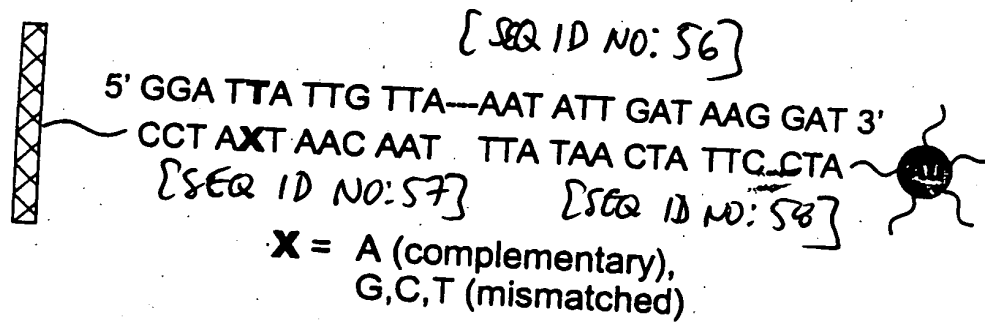 [SEQ ID NO: 56]
5' GGA TTA TTG TTA---AAT ATT GAT AAG GAT 3'
CCT AXT AAC AAT TTA TAA CTA TTC CTA
[SEQ ID NO: 57] [SEQ ID NO: 58]
X = A (complementary),
G,C,T (mismatched)